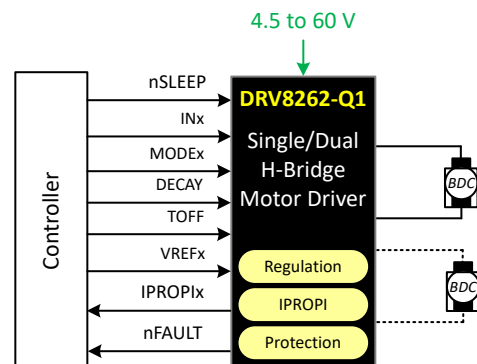 4.5 to 60 V
Controller
nSLEEP
INx
MODEx
DECAY
TOFF
VREFx
IPROPIx
nFAULT
DRV8262-Q1
Single/Dual
H-Bridge
Motor Driver
Regulation
IPROPI
Protection
BDC
BDC